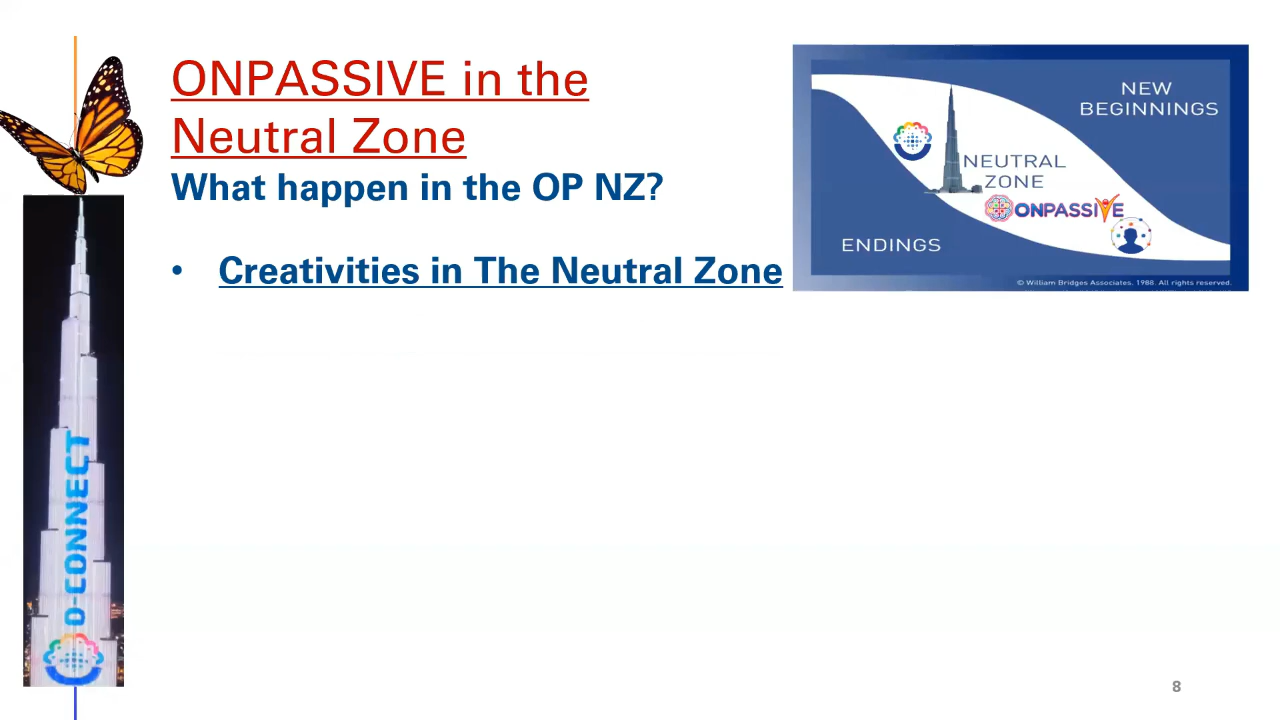 ONPASSIVE in the
Neutral Zone
What happen in the OP NZ?
• Creativities in The Neutral Zone
NEW
BEGINNINGS
NEUTRAL
ZONE
ONPASSIVE
ENDINGS
© William Bridges Associates. 1988. All rights reserved.
O-CONNECT
8